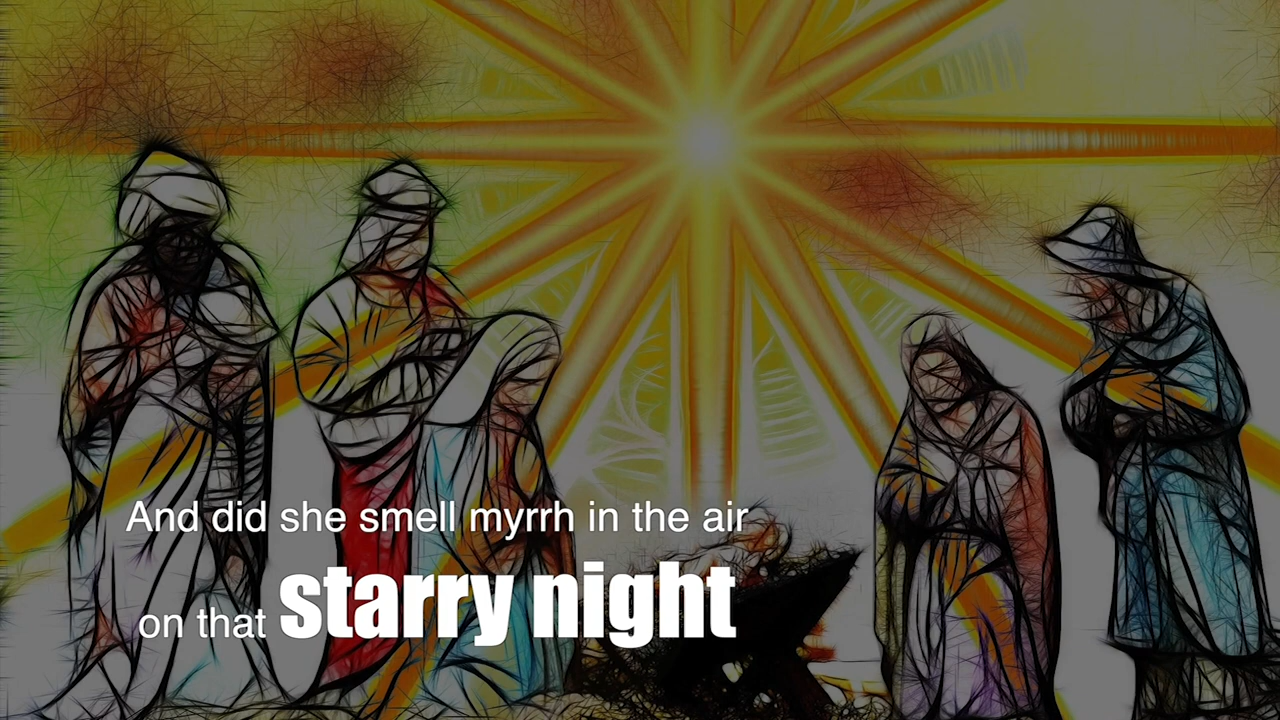 And did she smell myrrh in the air
on that starry night